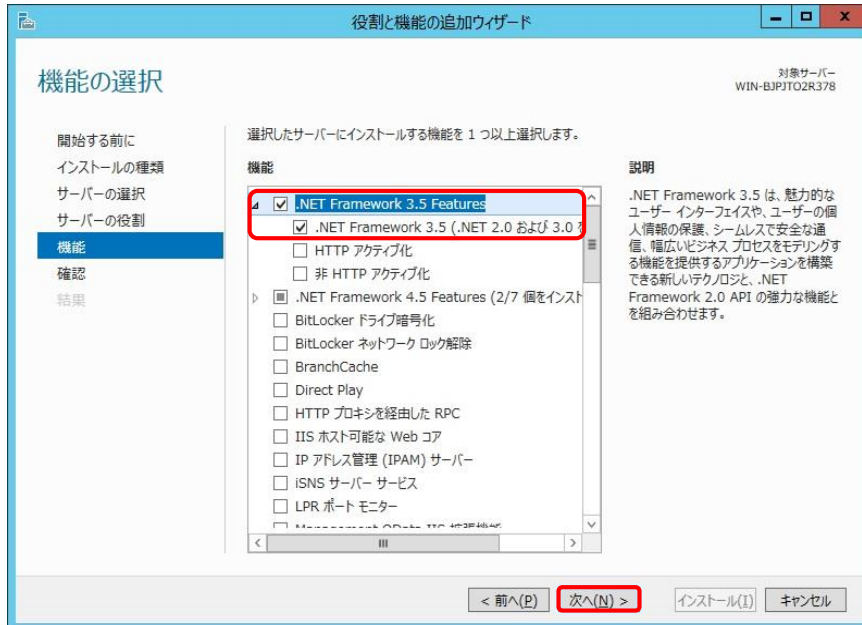 役割と機能の追加ウィザード
機能の選択
対象サーバー
WIN-BJPJTO2R378
開始する前に
インストールの種類
サーバーの選択
サーバーの役割
機能
確認
結果
選択したサーバーにインストールする機能を 1 つ以上選択します。
機能
.NET Framework 3.5 Features
.NET Framework 3.5 (.NET 2.0 および 3.0 を
HTTP アクティブ化
非 HTTP アクティブ化
.NET Framework 4.5 Features (2/7 個をインスト
BitLocker ドライブ暗号化
BitLocker ネットワーク ロック解除
BranchCache
Direct Play
HTTP プロキシを経由した RPC
IIS ホスト可能な Web コア
IP アドレス管理 (IPAM) サーバー
iSNS サーバー サービス
LPR ポート モニター
Management OData IIS 拡張機能
説明
.NET Framework 3.5 は、魅力的な
ユーザー インターフェイスや、ユーザーの個
人情報の保護、シームレスで安全な通
信、幅広いビジネス プロセスをモデリングす
る機能を提供するアプリケーションを構築
できる新しいテクノロジと、.NET
Framework 2.0 API の強力な機能と
を組み合わせます。
< 前へ(P)
次へ(N) >
インストール(I)
キャンセル